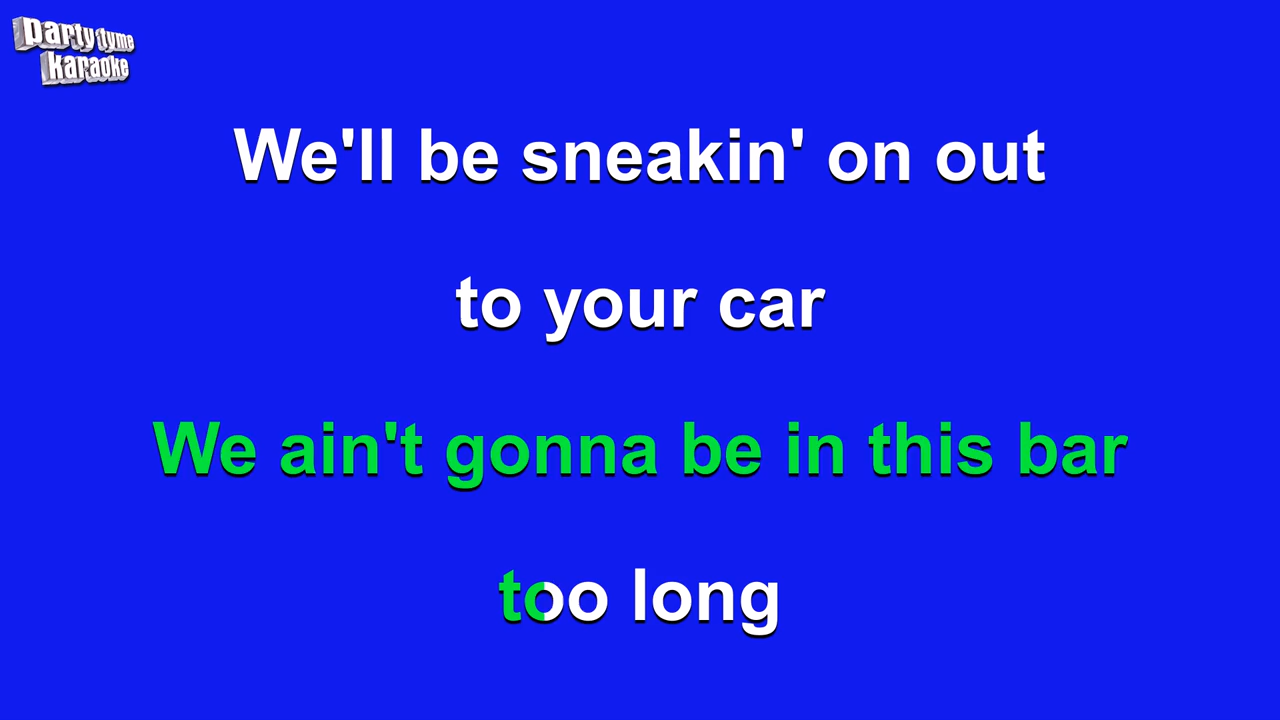 party tyme
karaoke
We'll be sneakin' on out
to your car
We ain't gonna be in this bar
too long